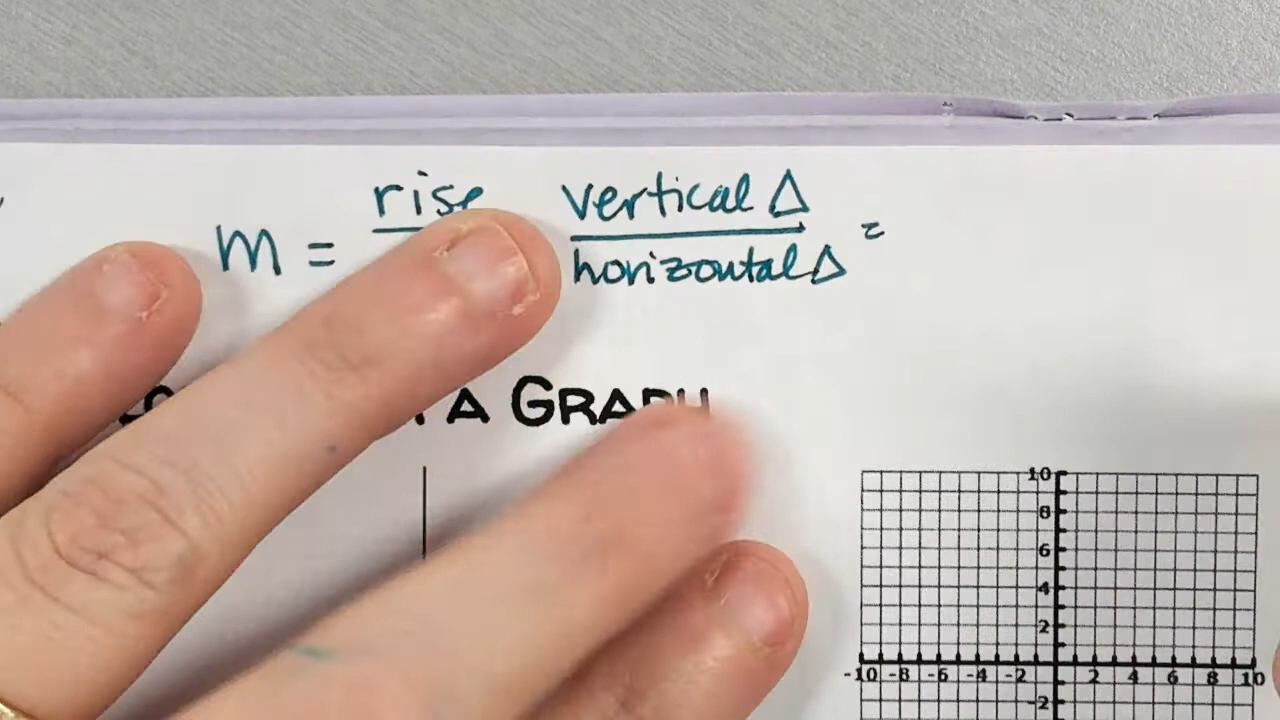 m = rise vertical Δ =
horizontal Δ
A GRAPH
10
8
6
4
2
-10 -8 -6 -4 -2 2 4 6 8 10
-2